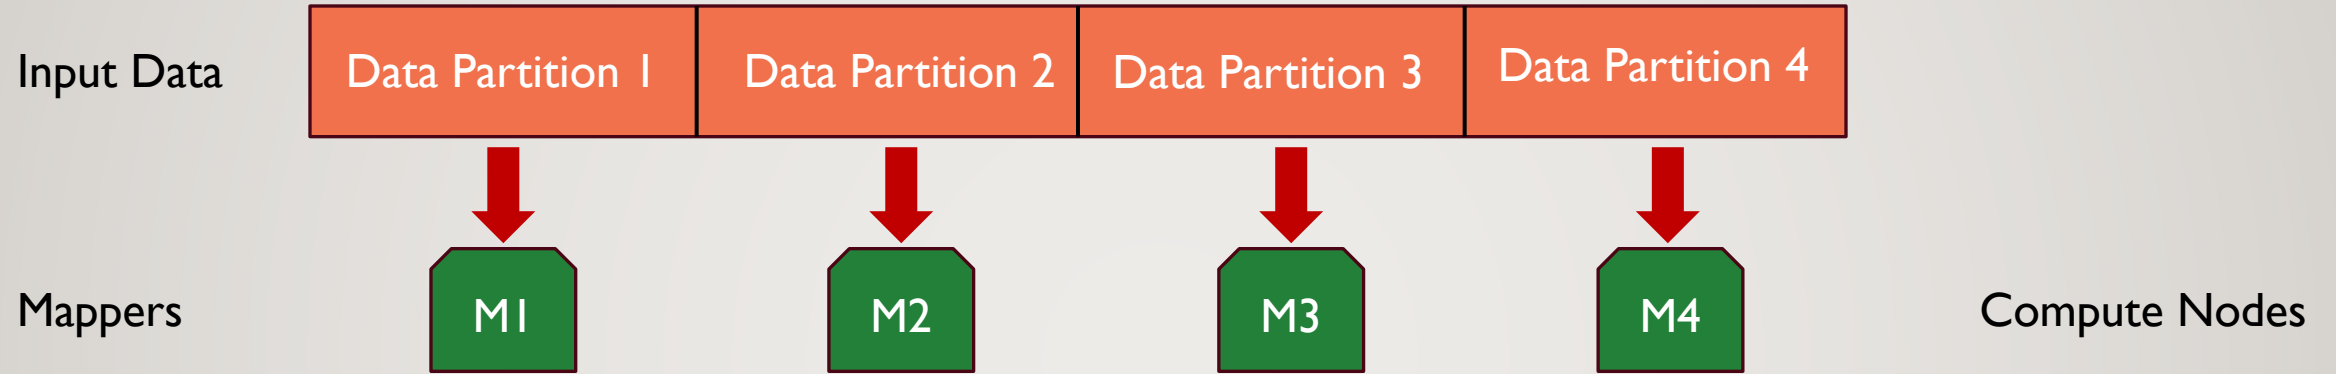 Input Data
Data Partition 1
Data Partition 2
Data Partition 3
Data Partition 4
Mappers
M1
M2
M3
M4
Compute Nodes